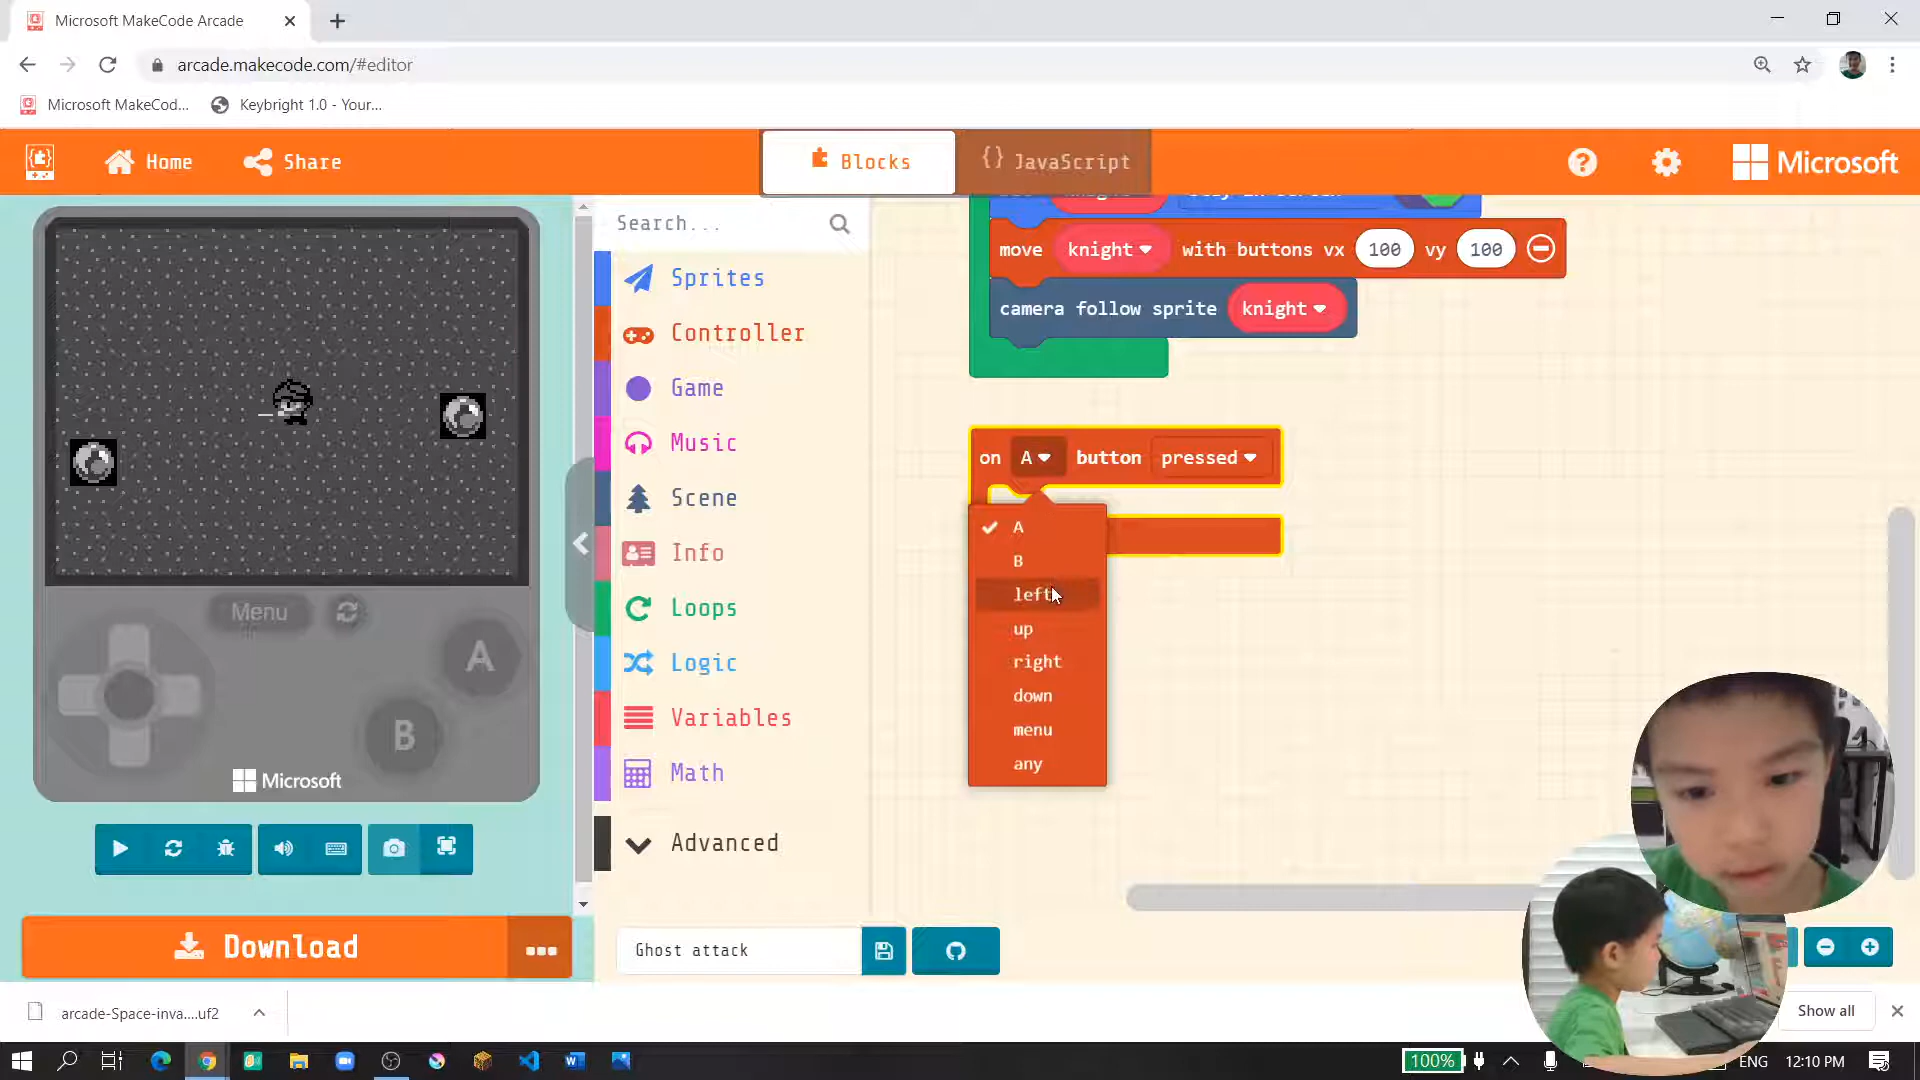 Microsoft MakeCode Arcade
arcade.makecode.com/#editor
Microsoft MakeCod...
Keybright 1.0 - Your...
Home
Share
Blocks
{} JavaScript
Microsoft
Search...
Sprites
Controller
Game
Music
Scene
Info
Loops
Logic
Variables
Math
Advanced
move knight with buttons vx 100 vy 100
camera follow sprite knight
on A button pressed
A
B
left
up
right
down
menu
any
Menu
A
B
Microsoft
Download
Ghost attack
arcade-Space-inva....uf2
Show all
100%
ENG
12:10 PM